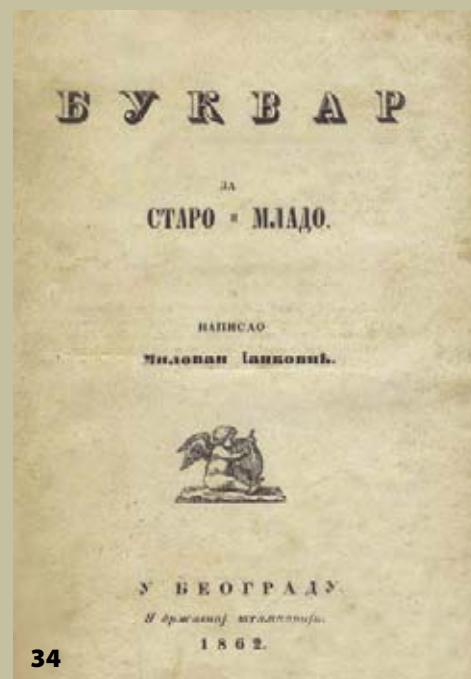 БУКВАР
ЗА
СТАРО и МЛАДО.
НАПИСАО
Милован Јанковић.
У БЕОГРАДУ.
У државној штампарији.
1862.
34